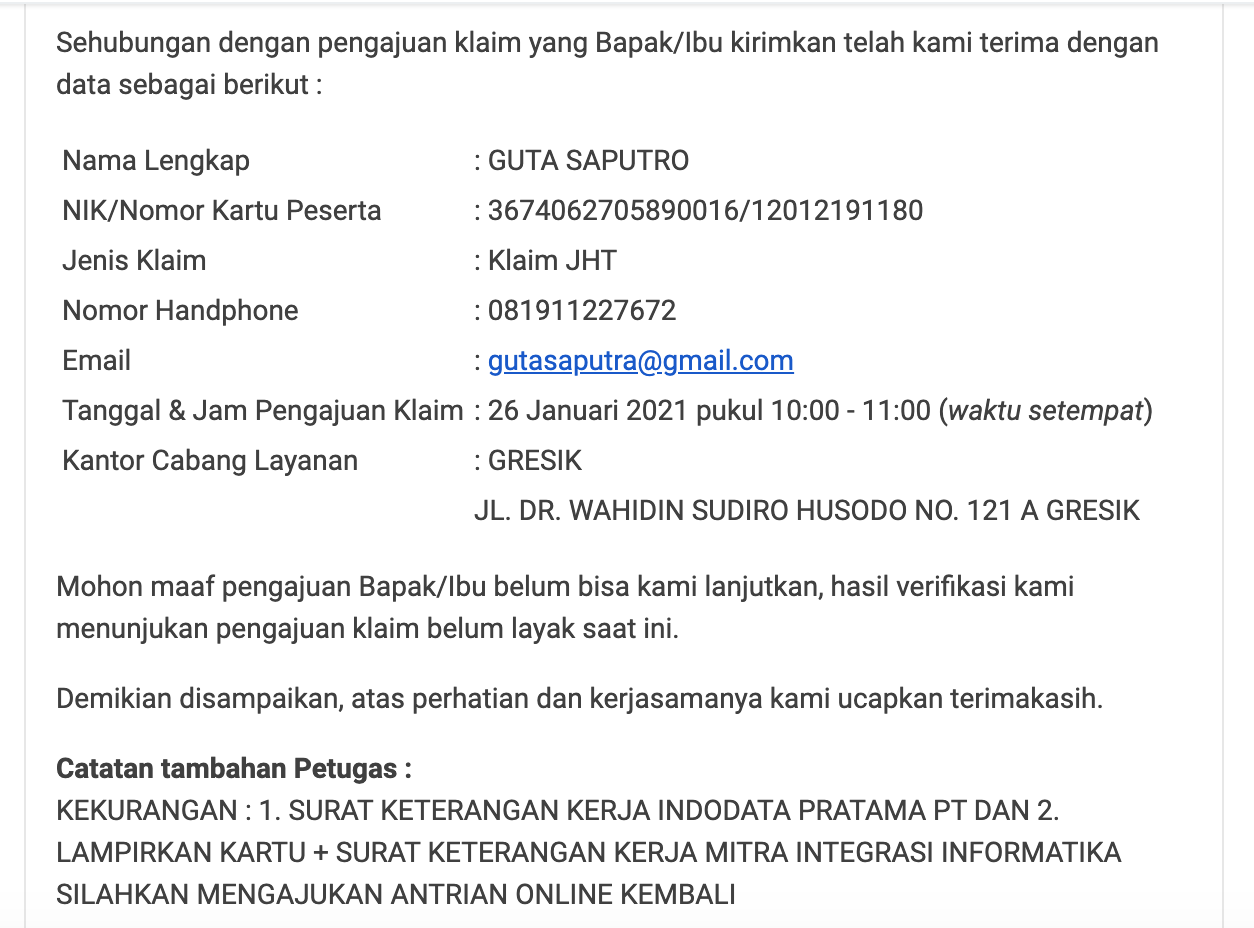 Sehubungan dengan pengajuan klaim yang Bapak/Ibu kirimkan telah kami terima dengan
data sebagai berikut :
Nama Lengkap : GUTA SAPUTRO
NIK/Nomor Kartu Peserta : 3674062705890016/12012191180
Jenis Klaim : Klaim JHT
Nomor Handphone : 081911227672
Email : gutasaputra@gmail.com
Tanggal & Jam Pengajuan Klaim : 26 Januari 2021 pukul 10:00 - 11:00 (waktu setempat)
Kantor Cabang Layanan : GRESIK
JL. DR. WAHIDIN SUDIRO HUSODO NO. 121 A GRESIK
Mohon maaf pengajuan Bapak/Ibu belum bisa kami lanjutkan, hasil verifikasi kami
menunjukan pengajuan klaim belum layak saat ini.
Demikian disampaikan, atas perhatian dan kerjasamanya kami ucapkan terimakasih.
Catatan tambahan Petugas :
KEKURANGAN : 1. SURAT KETERANGAN KERJA INDODATA PRATAMA PT DAN 2.
LAMPIRKAN KARTU + SURAT KETERANGAN KERJA MITRA INTEGRASI INFORMATIKA
SILAHKAN MENGAJUKAN ANTRIAN ONLINE KEMBALI